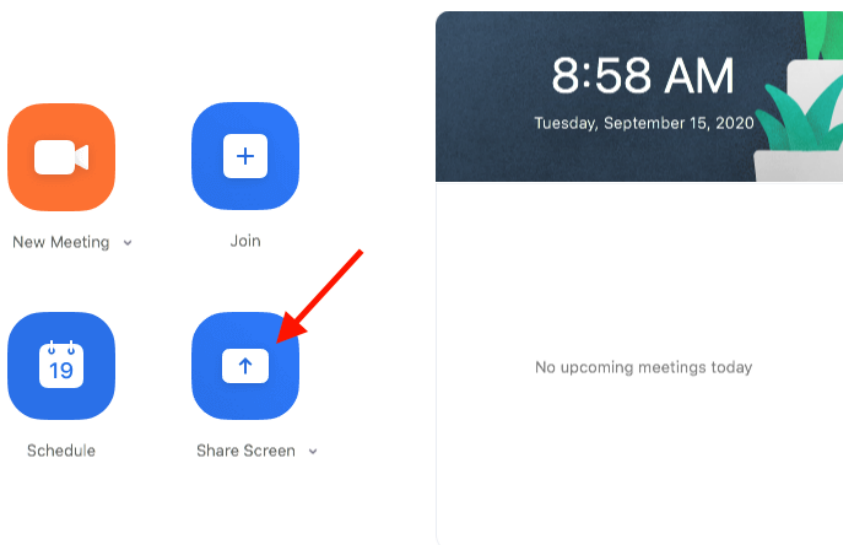 8:58 AM
Tuesday, September 15, 2020
New Meeting
Join
19
Schedule
Share Screen
No upcoming meetings today